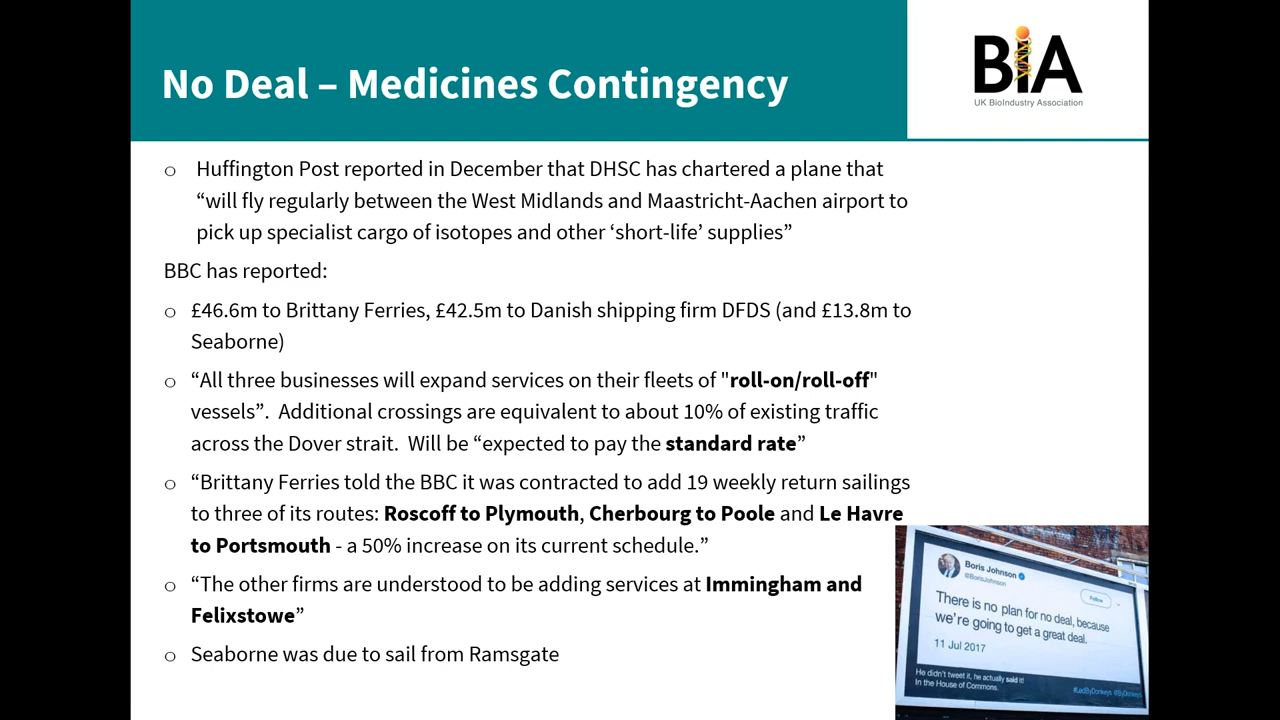 No Deal – Medicines Contingency
BiA
UK BioIndustry Association
o Huffington Post reported in December that DHSC has chartered a plane that
“will fly regularly between the West Midlands and Maastricht-Aachen airport to
pick up specialist cargo of isotopes and other ‘short-life’ supplies”
BBC has reported:
o £46.6m to Brittany Ferries, £42.5m to Danish shipping firm DFDS (and £13.8m to
Seaborne)
o “All three businesses will expand services on their fleets of "roll-on/roll-off"
vessels”. Additional crossings are equivalent to about 10% of existing traffic
across the Dover strait. Will be “expected to pay the standard rate”
o “Brittany Ferries told the BBC it was contracted to add 19 weekly return sailings
to three of its routes: Roscoff to Plymouth, Cherbourg to Poole and Le Havre
to Portsmouth - a 50% increase on its current schedule.”
o “The other firms are understood to be adding services at Immingham and
Felixstowe”
o Seaborne was due to sail from Ramsgate
Boris Johnson
@BorisJohnson
Follow
There is no plan for no deal, because
we’re going to get a great deal.
11 Jul 2017
He didn’t tweet it, he actually said it!
In the House of Commons.
#LedByDonkeys @ByDonkeys